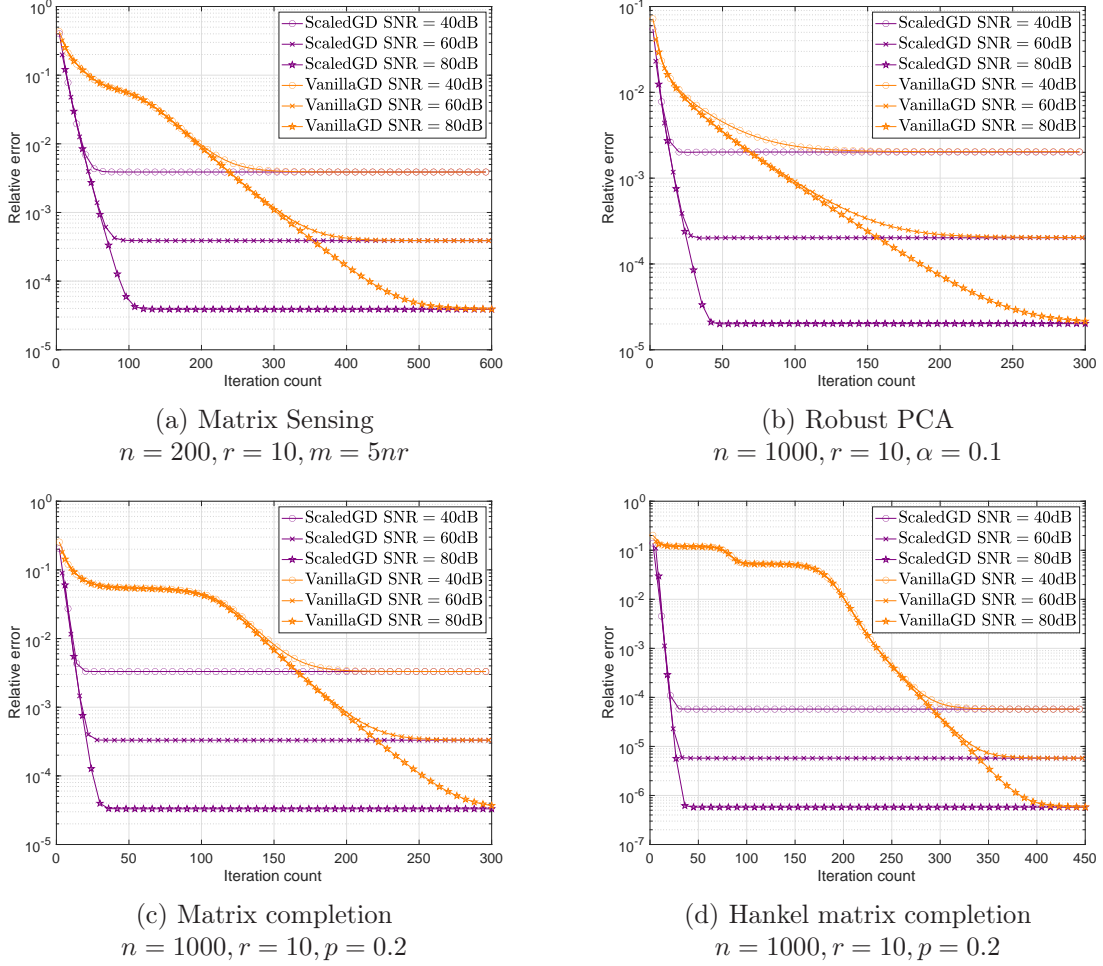 10^0
10^-1
10^-2
10^-3
10^-4
10^-5
Relative error
0 100 200 300 400 500 600
Iteration count
ScaledGD SNR = 40dB
ScaledGD SNR = 60dB
ScaledGD SNR = 80dB
VanillaGD SNR = 40dB
VanillaGD SNR = 60dB
VanillaGD SNR = 80dB
(a) Matrix Sensing
n = 200, r = 10, m = 5nr
10^-1
10^-2
10^-3
10^-4
10^-5
Relative error
0 50 100 150 200 250 300
Iteration count
ScaledGD SNR = 40dB
ScaledGD SNR = 60dB
ScaledGD SNR = 80dB
VanillaGD SNR = 40dB
VanillaGD SNR = 60dB
VanillaGD SNR = 80dB
(b) Robust PCA
n = 1000, r = 10, α = 0.1
10^0
10^-1
10^-2
10^-3
10^-4
10^-5
Relative error
0 50 100 150 200 250 300
Iteration count
ScaledGD SNR = 40dB
ScaledGD SNR = 60dB
ScaledGD SNR = 80dB
VanillaGD SNR = 40dB
VanillaGD SNR = 60dB
VanillaGD SNR = 80dB
(c) Matrix completion
n = 1000, r = 10, p = 0.2
10^0
10^-1
10^-2
10^-3
10^-4
10^-5
10^-6
10^-7
Relative error
0 50 100 150 200 250 300 350 400 450
Iteration count
ScaledGD SNR = 40dB
ScaledGD SNR = 60dB
ScaledGD SNR = 80dB
VanillaGD SNR = 40dB
VanillaGD SNR = 60dB
VanillaGD SNR = 80dB
(d) Hankel matrix completion
n = 1000, r = 10, p = 0.2